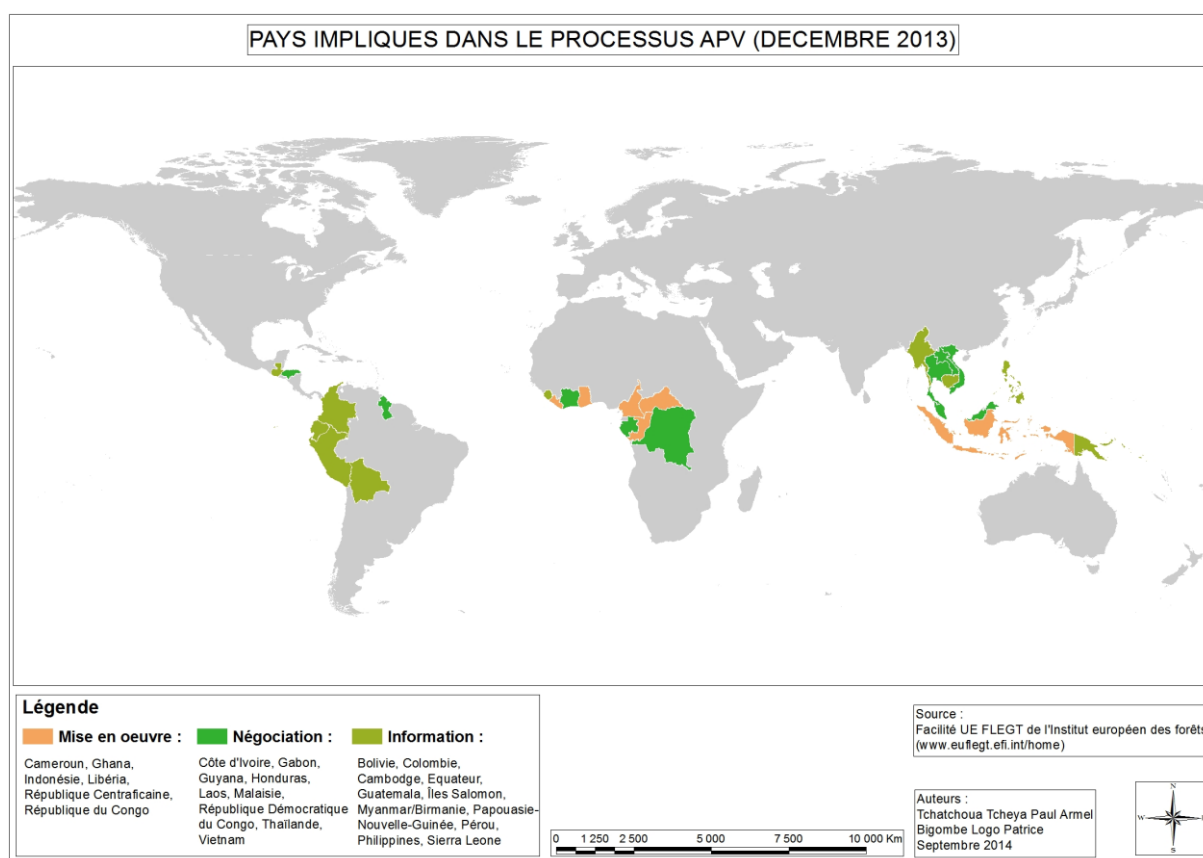 PAYS IMPLIQUES DANS LE PROCESSUS APV (DECEMBRE 2013)
Légende
Mise en oeuvre :
Cameroun, Ghana,
Indonésie, Libéria,
République Centraficaine,
République du Congo
Négociation :
Côte d'Ivoire, Gabon,
Guyana, Honduras,
Laos, Malaisie,
République Démocratique
du Congo, Thaïlande,
Vietnam
Information :
Bolivie, Colombie,
Cambodge, Equateur,
Guatemala, Îles Salomon,
Myanmar/Birmanie, Papouasie-
Nouvelle-Guinée, Pérou,
Philippines, Sierra Leone
0 1 250 2 500 5 000 7 500 10 000 Km
Source :
Facilité UE FLEGT de l'Institut européen des forêts
(www.euflegt.efi.int/home)
Auteurs :
Tchatchoua Tcheya Paul Armel
Bigombe Logo Patrice
Septembre 2014
N
W
S